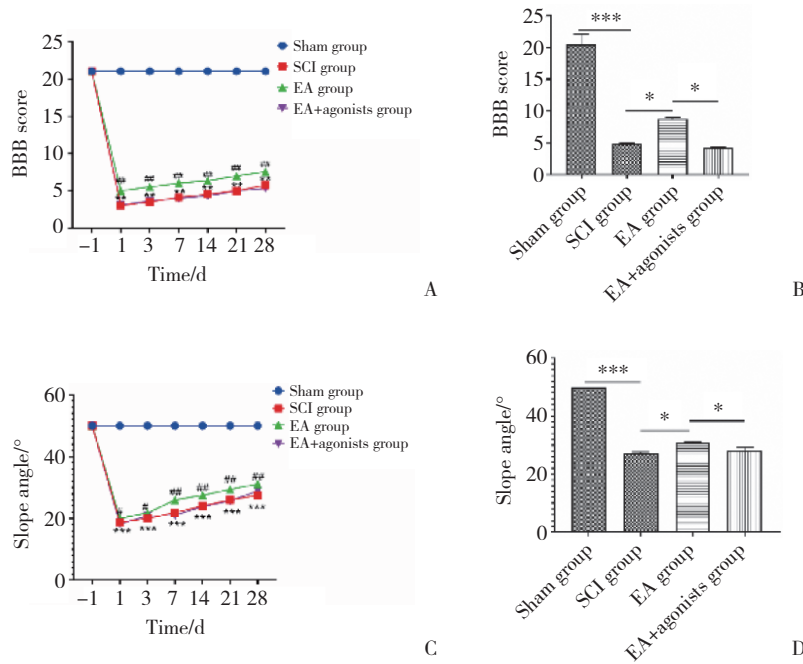 25
20
15
10
5
0
BBB score
Sham group
SCI group
EA group
EA+agonists group
## ## ## ## ## ##
** ** ** ** ** **
−1 1 3 7 14 21 28
Time/d
A
25
20
15
10
5
0
BBB score
***
*
*
Sham group
SCI group
EA group
EA+agonists group
B
60
40
20
0
Slope angle/°
Sham group
SCI group
EA group
EA+agonists group
# # ## ## ## ##
*** *** *** *** *** ***
−1 1 3 7 14 21 28
Time/d
C
60
40
20
0
Slope angle/°
***
*
*
Sham group
SCI group
EA group
EA+agonists group
D